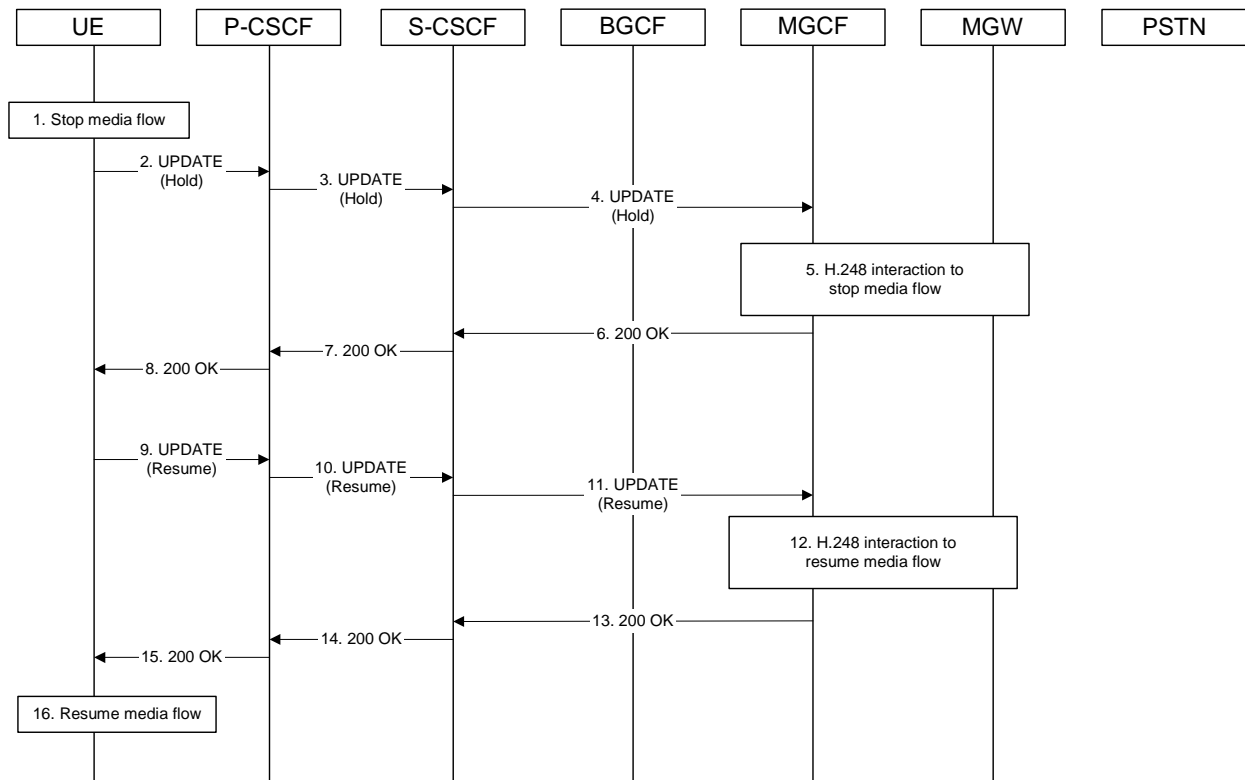 UE
P-CSCF
S-CSCF
BGCF
MGCF
MGW
PSTN
1. Stop media flow
2. UPDATE
(Hold)
3. UPDATE
(Hold)
4. UPDATE
(Hold)
5. H.248 interaction to
stop media flow
6. 200 OK
7. 200 OK
8. 200 OK
9. UPDATE
(Resume)
10. UPDATE
(Resume)
11. UPDATE
(Resume)
12. H.248 interaction to
resume media flow
13. 200 OK
14. 200 OK
15. 200 OK
16. Resume media flow